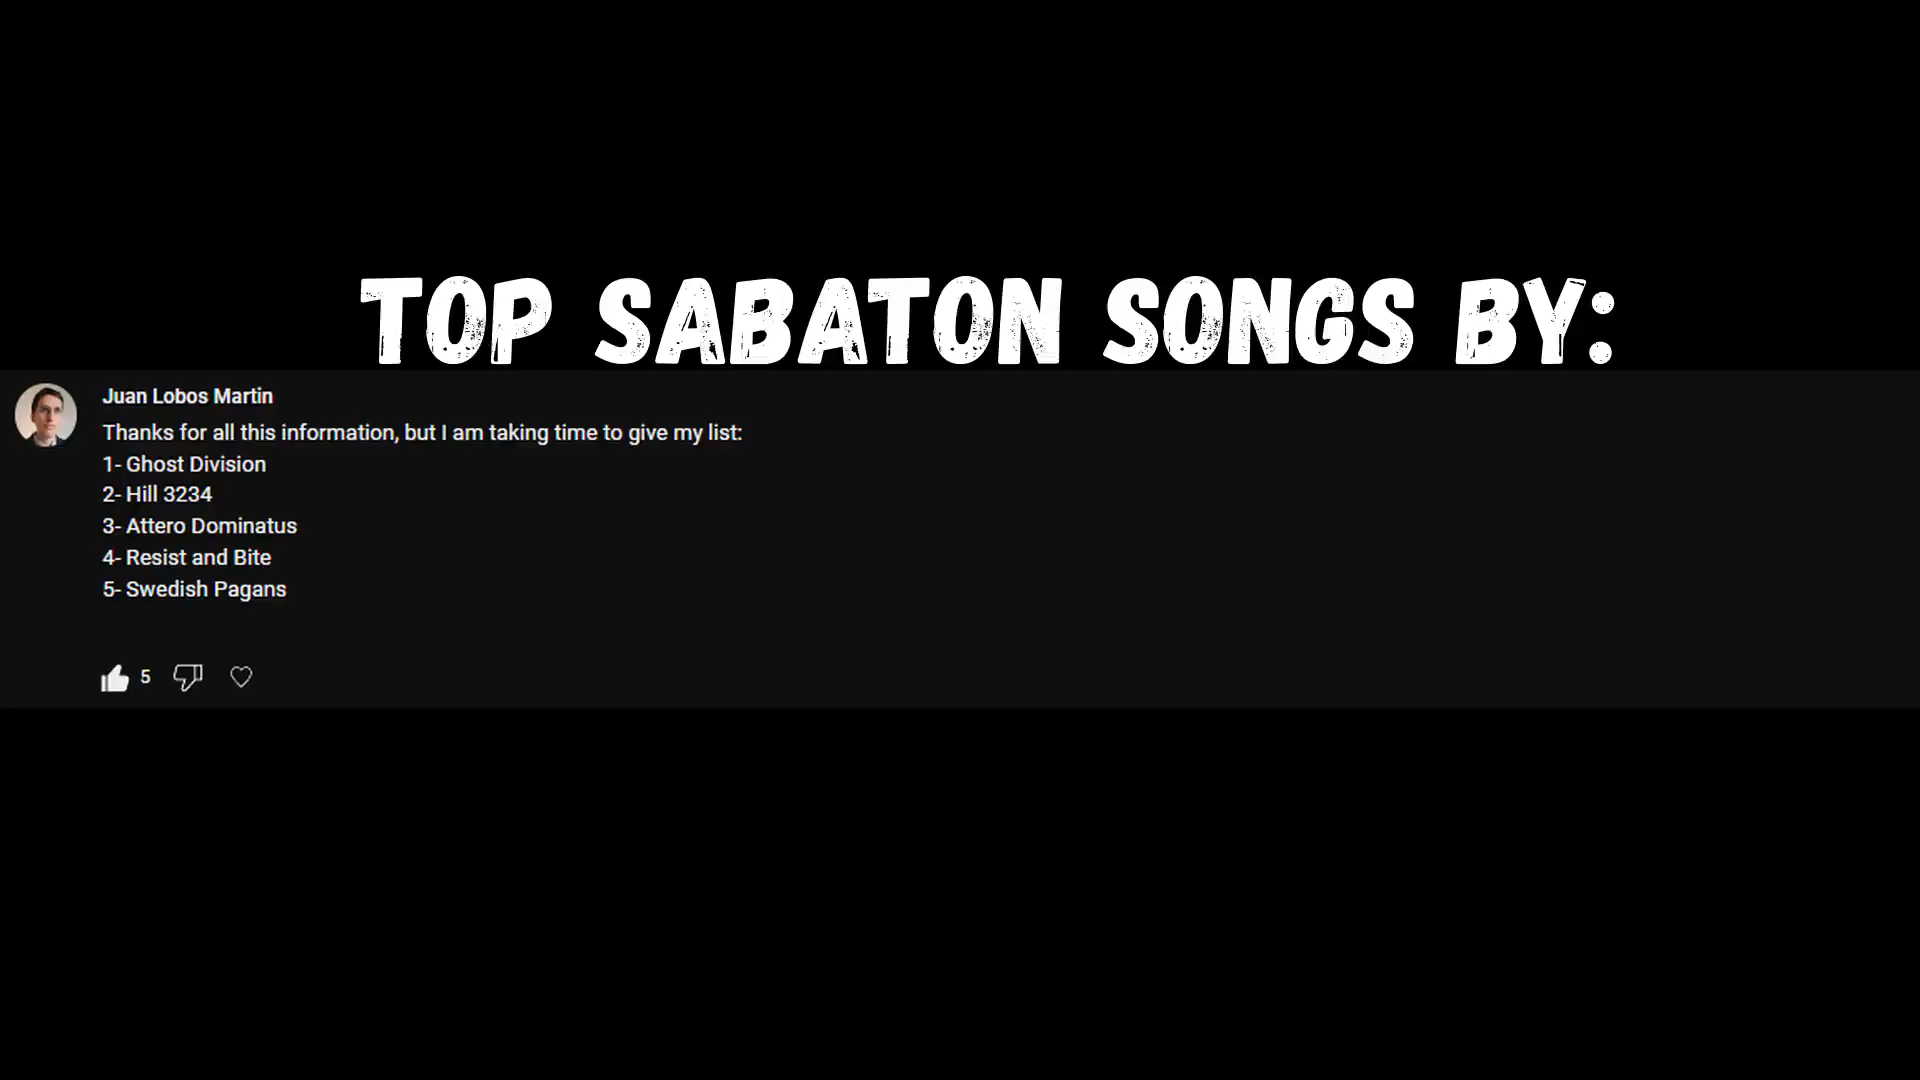 TOP SABATON SONGS BY:
Juan Lobos Martin
Thanks for all this information, but I am taking time to give my list:
1- Ghost Division
2- Hill 3234
3- Attero Dominatus
4- Resist and Bite
5- Swedish Pagans
5